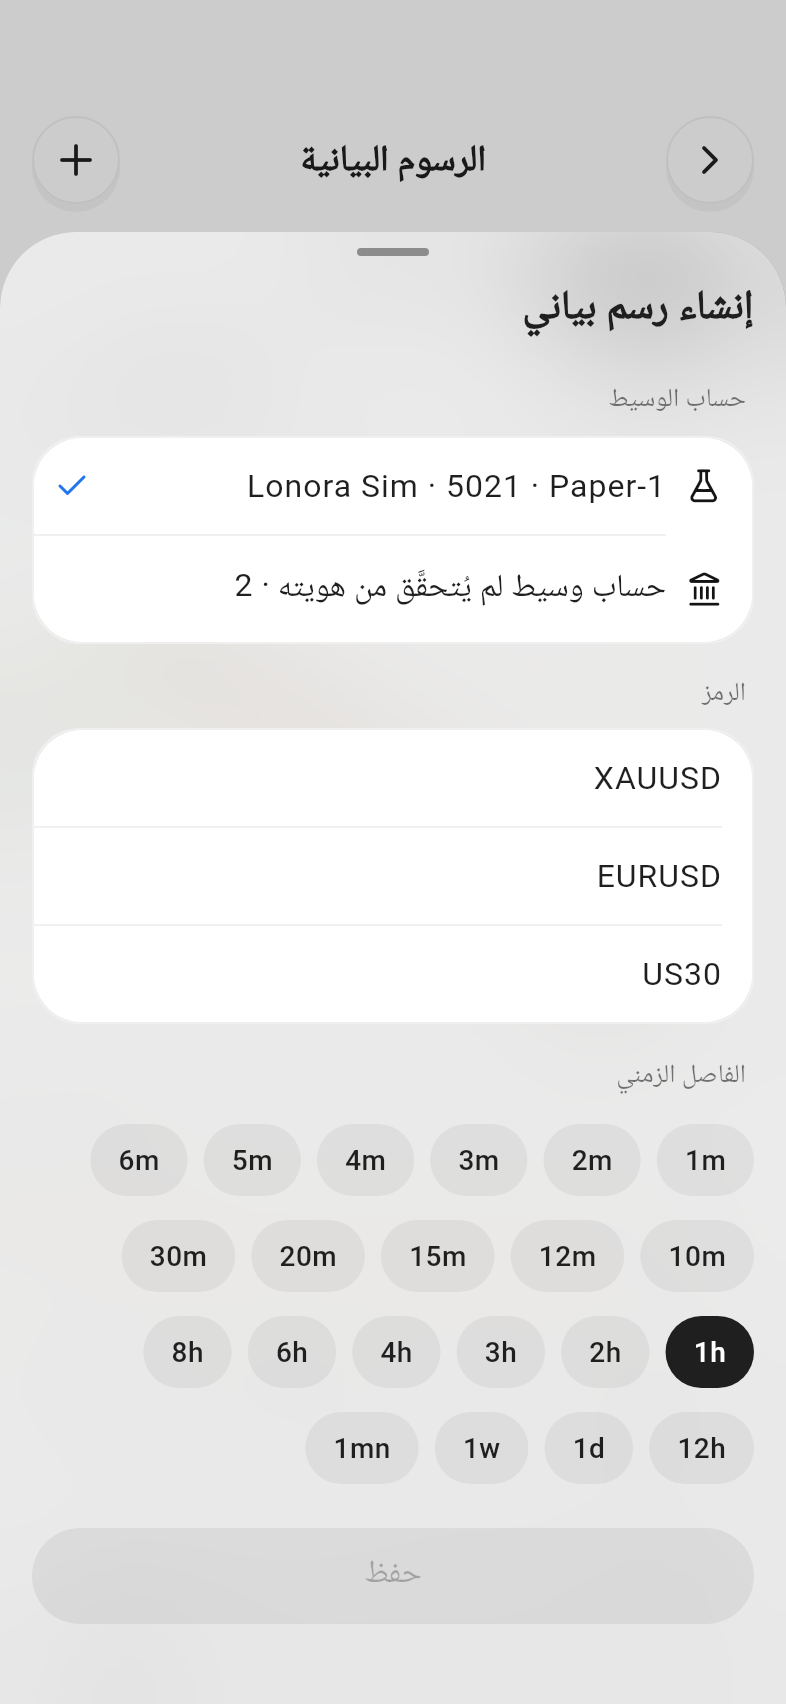 الرسوم البيانية
إنشاء رسم بياني
حساب الوسيط
Lonora Sim · 5021 · Paper-1
حساب وسيط لم يُتحقَّق من هويته · 2
الرمز
XAUUSD
EURUSD
US30
الفاصل الزمني
1m 2m 3m 4m 5m 6m
10m 12m 15m 20m 30m
1h 2h 3h 4h 6h 8h
12h 1d 1w 1mn
حفظ